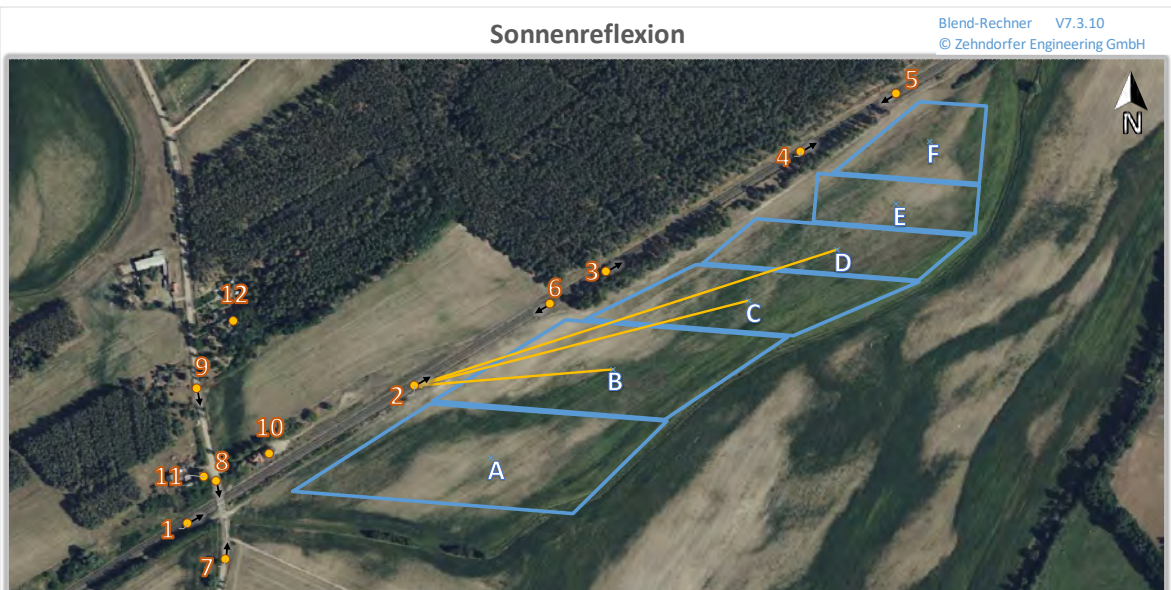 Sonnenreflexion
Blend-Rechner V7.3.10
© Zehndorfer Engineering GmbH
5
N
4
F
E
3
D
12
6
C
9
2
B
10
11
8
A
1
7